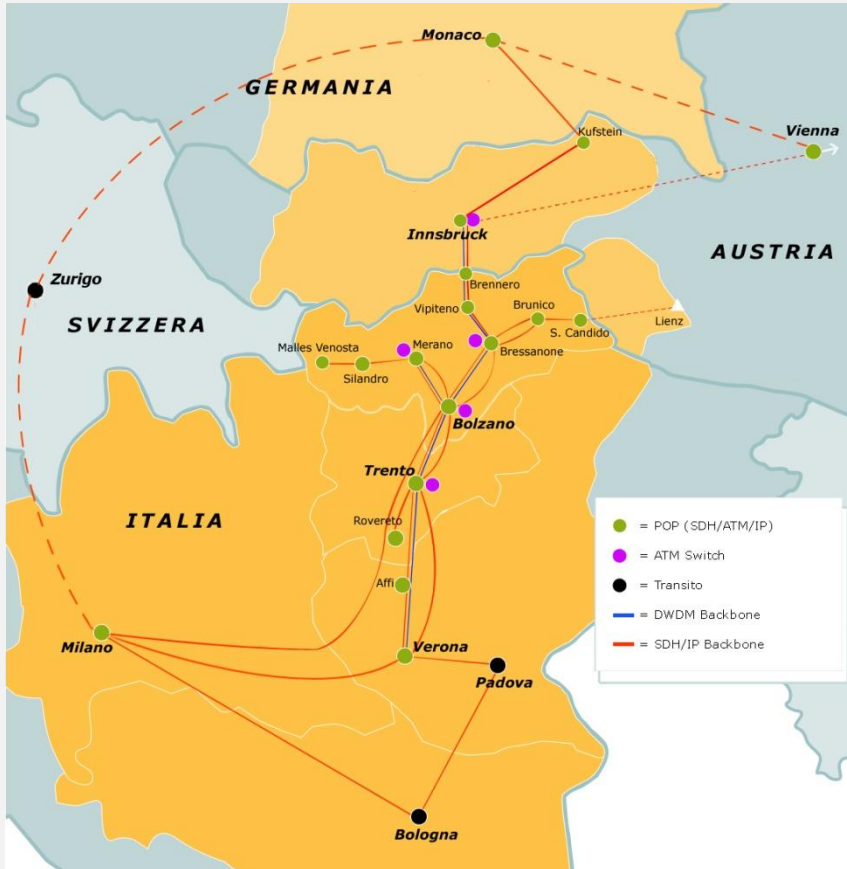 Monaco
GERMANIA
Kufstein
Vienna
Innsbruck
AUSTRIA
Brennero
Zurigo
Vipiteno
Brunico
S. Candido
Lienz
SVIZZERA
Malles Venosta
Merano
Bressanone
Silandro
Bolzano
Trento
ITALIA
Rovereto
Affi
Milano
Verona
Padova
Bologna
= POP (SDH/ATM/IP)
= ATM Switch
= Transito
= DWDM Backbone
= SDH/IP Backbone